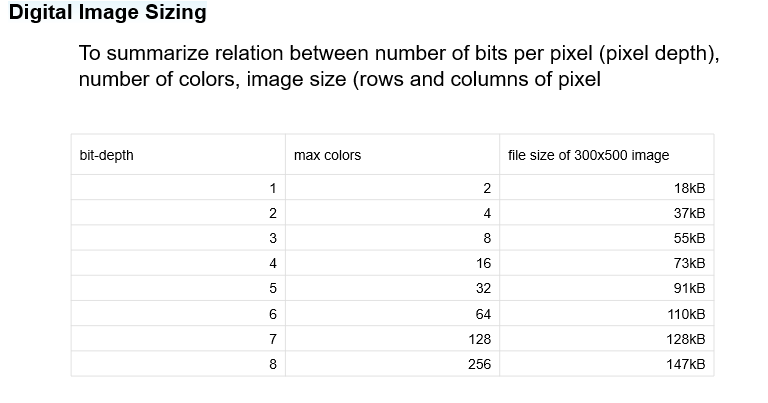 Digital Image Sizing
To summarize relation between number of bits per pixel (pixel depth),
number of colors, image size (rows and columns of pixel
bit-depth max colors file size of 300x500 image
1 2 18kB
2 4 37kB
3 8 55kB
4 16 73kB
5 32 91kB
6 64 110kB
7 128 128kB
8 256 147kB